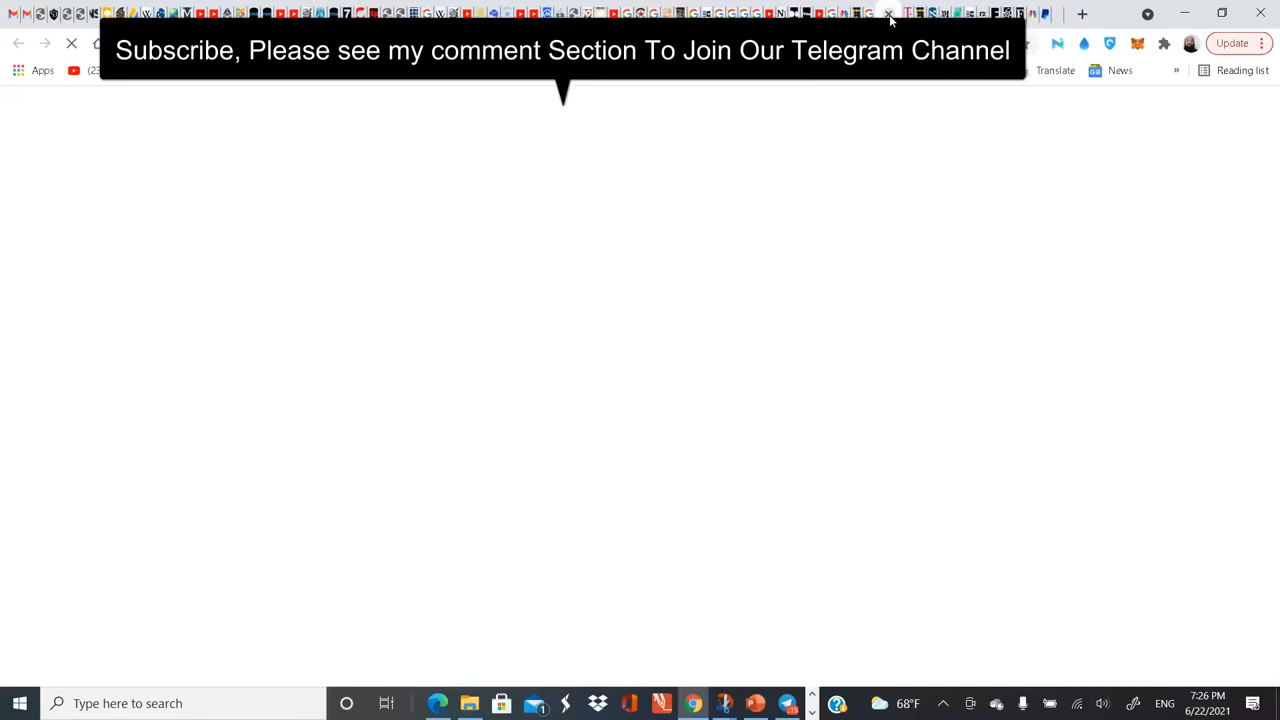 Subscribe, Please see my comment Section To Join Our Telegram Channel
Update
Apps
(23
Translate
News
»
Reading list
Type here to search
68°F
ENG
7:26 PM
6/22/2021